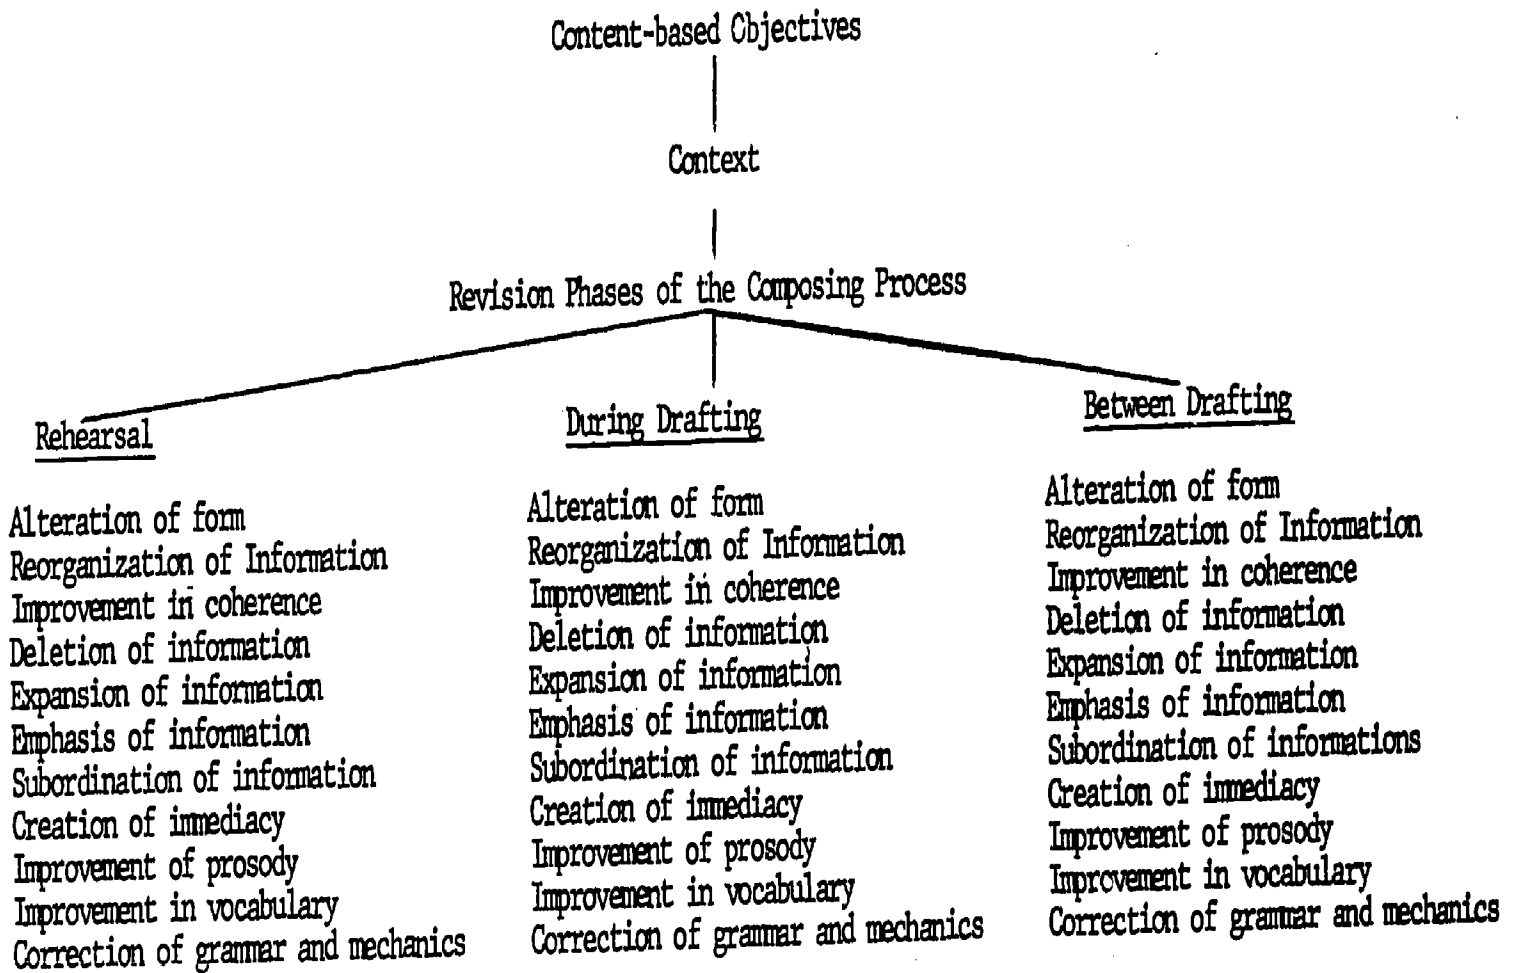 Content-based Objectives
Context
Revision Phases of the Composing Process
Rehearsal
Alteration of form
Reorganization of Information
Improvement in coherence
Deletion of information
Expansion of information
Emphasis of information
Subordination of information
Creation of immediacy
Improvement of prosody
Improvement in vocabulary
Correction of grammar and mechanics
During Drafting
Alteration of form
Reorganization of Information
Improvement in coherence
Deletion of information
Expansion of information
Emphasis of information
Subordination of information
Creation of immediacy
Improvement of prosody
Improvement in vocabulary
Correction of grammar and mechanics
Between Drafting
Alteration of form
Reorganization of Information
Improvement in coherence
Deletion of information
Expansion of information
Emphasis of information
Subordination of informations
Creation of immediacy
Improvement of prosody
Improvement in vocabulary
Correction of grammar and mechanics